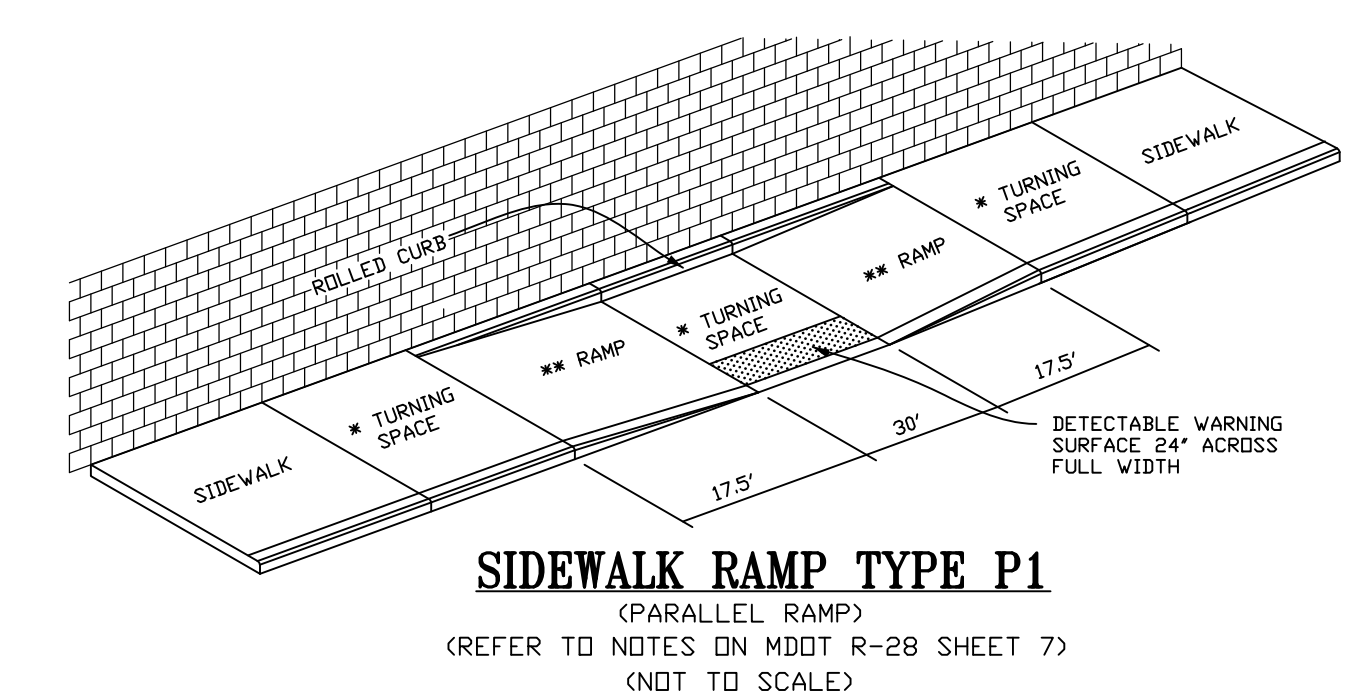 SIDEWALK
* TURNING
SPACE
ROLLED CURB
** RAMP
* TURNING
SPACE
** RAMP
* TURNING
SPACE
SIDEWALK
17.5'
30'
17.5'
DETECTABLE WARNING
SURFACE 24" ACROSS
FULL WIDTH
SIDEWALK RAMP TYPE P1
(PARALLEL RAMP)
(REFER TO NOTES ON MDOT R-28 SHEET 7)
(NOT TO SCALE)